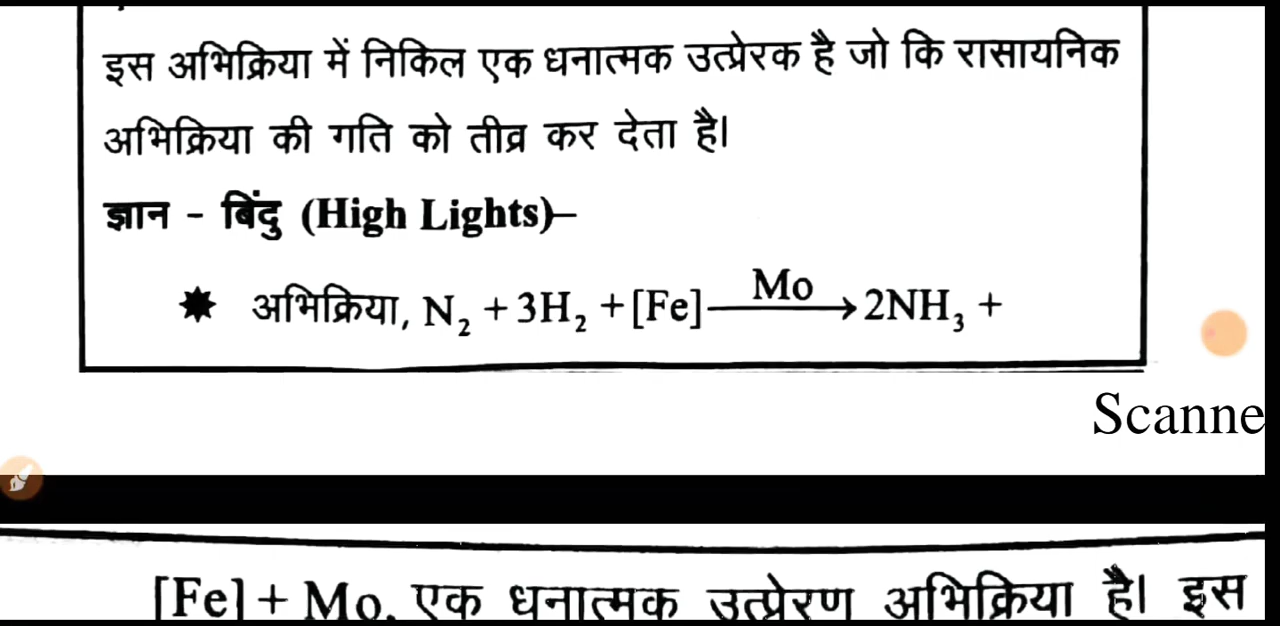 इस अभिक्रिया में निकिल एक धनात्मक उत्प्रेरक है जो कि रासायनिक
अभिक्रिया की गति को तीव्र कर देता है।
ज्ञान - बिंदु (High Lights)–
✸ अभिक्रिया, N₂ + 3H₂ + [Fe] —Mo→ 2NH₃ +
Scanne
[Fe] + Mo, एक धनात्मक उत्प्रेरण अभिक्रिया है। इस